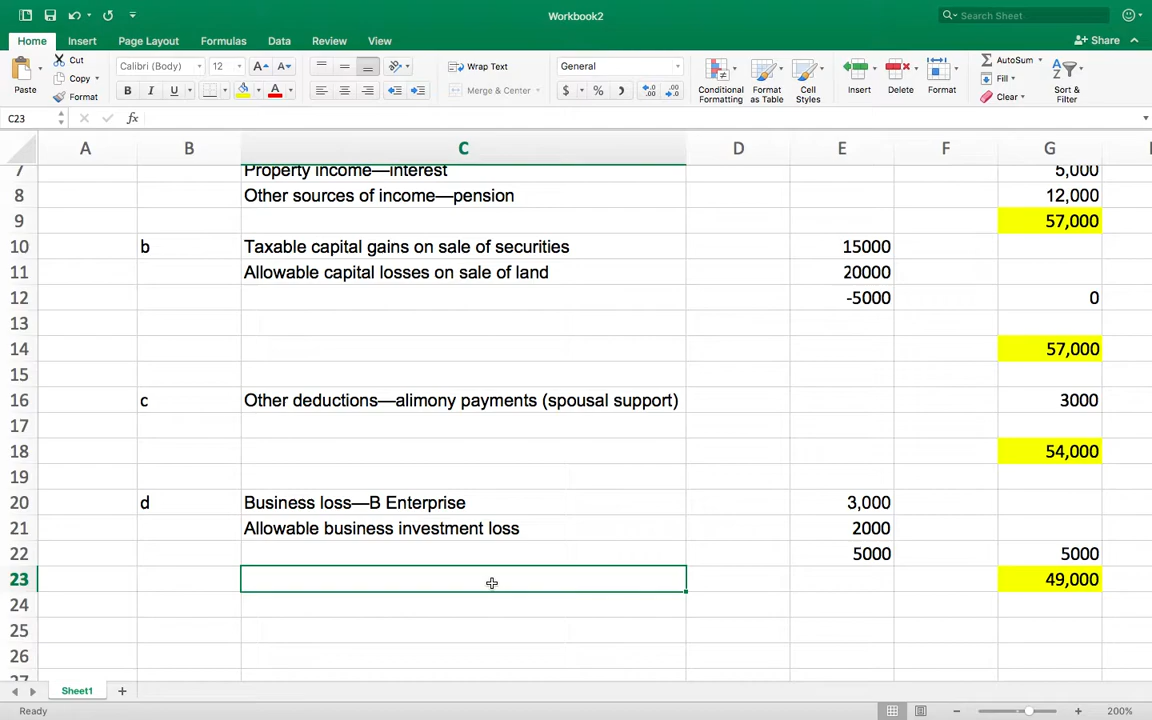 Workbook2
Search Sheet
Home Insert Page Layout Formulas Data Review View
Share
Paste
Cut
Copy
Format
Calibri (Body) 12
A A
B I U A
Wrap Text
Merge & Center
General
$ % )
Conditional Formatting
Format as Table
Cell Styles
Insert
Delete
Format
AutoSum
Fill
Clear
Sort & Filter
C23 fx
A B C D E F G
7 Property income—interest 5,000
8 Other sources of income—pension 12,000
9 57,000
10 b Taxable capital gains on sale of securities 15000
11 Allowable capital losses on sale of land 20000
12 -5000 0
13
14 57,000
15
16 c Other deductions—alimony payments (spousal support) 3000
17
18 54,000
19
20 d Business loss—B Enterprise 3,000
21 Allowable business investment loss 2000
22 5000 5000
23 49,000
24
25
26
27
Sheet1 +
Ready 200%